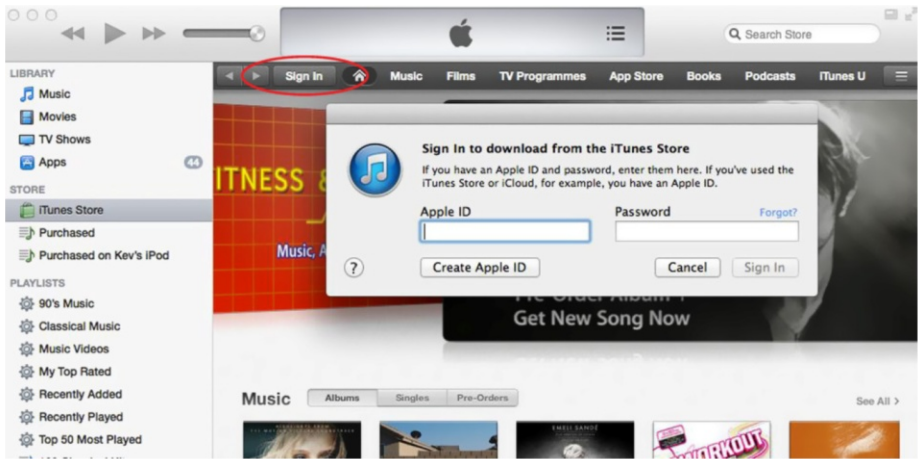 Search Store
LIBRARY
Music
Movies
TV Shows
Apps
44
STORE
iTunes Store
Purchased
Purchased on Kev's iPod
PLAYLISTS
90's Music
Classical Music
Music Videos
My Top Rated
Recently Added
Recently Played
Top 50 Most Played
Sign In
Music
Films
TV Programmes
App Store
Books
Podcasts
iTunes U
ITNESS &
Music, A
Sign In to download from the iTunes Store
If you have an Apple ID and password, enter them here. If you've used the
iTunes Store or iCloud, for example, you have an Apple ID.
Apple ID
Password
Forgot?
?
Create Apple ID
Cancel
Sign In
Get New Song Now
Music
Albums
Singles
Pre-Orders
See All >
EMELI SANDÉ
WORKOUT